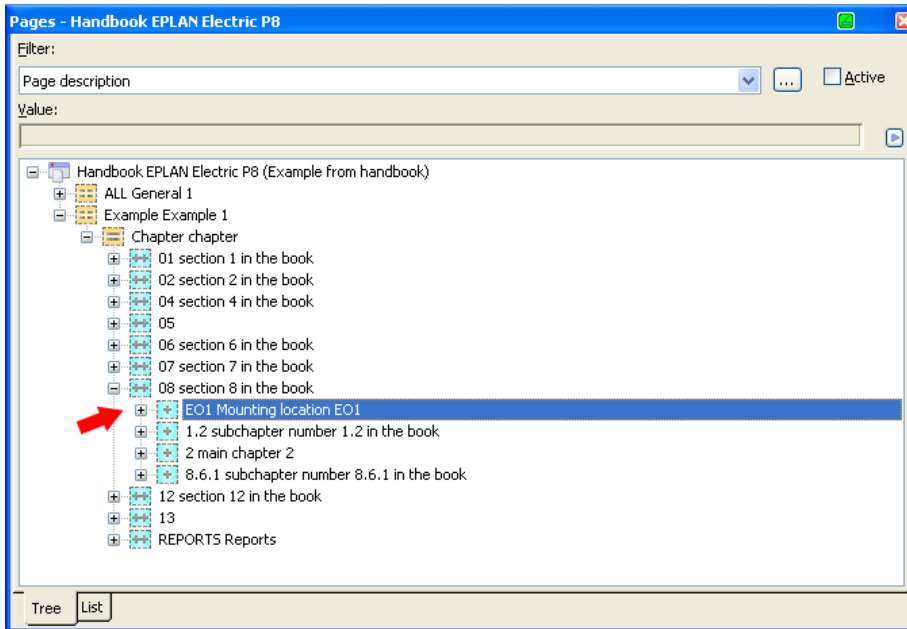 Pages - Handbook EPLAN Electric P8
Filter:
Page description
...
Active
Value:
Handbook EPLAN Electric P8 (Example from handbook)
ALL General 1
Example Example 1
Chapter chapter
01 section 1 in the book
02 section 2 in the book
04 section 4 in the book
05
06 section 6 in the book
07 section 7 in the book
08 section 8 in the book
EO1 Mounting location EO1
1.2 subchapter number 1.2 in the book
2 main chapter 2
8.6.1 subchapter number 8.6.1 in the book
12 section 12 in the book
13
REPORTS Reports
Tree List